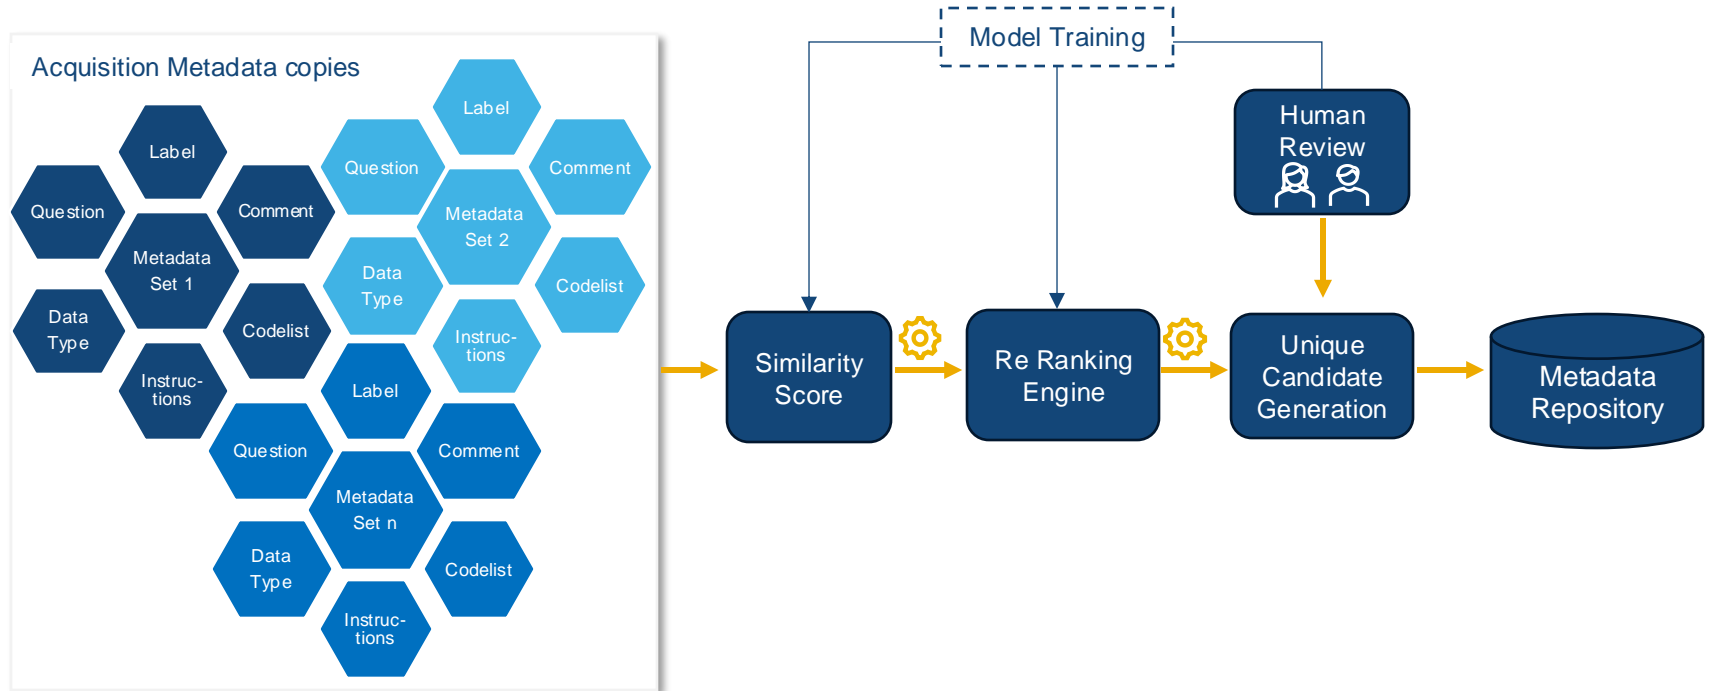 Acquisition Metadata copies
Label
Question
Comment
Metadata
Set 1
Data
Type
Codelist
Instruc-
tions
Label
Question
Comment
Metadata
Set 2
Data
Type
Codelist
Instruc-
tions
Label
Question
Comment
Metadata
Set n
Data
Type
Codelist
Instruc-
tions
Model Training
Human
Review
Similarity
Score
Re Ranking
Engine
Unique
Candidate
Generation
Metadata
Repository